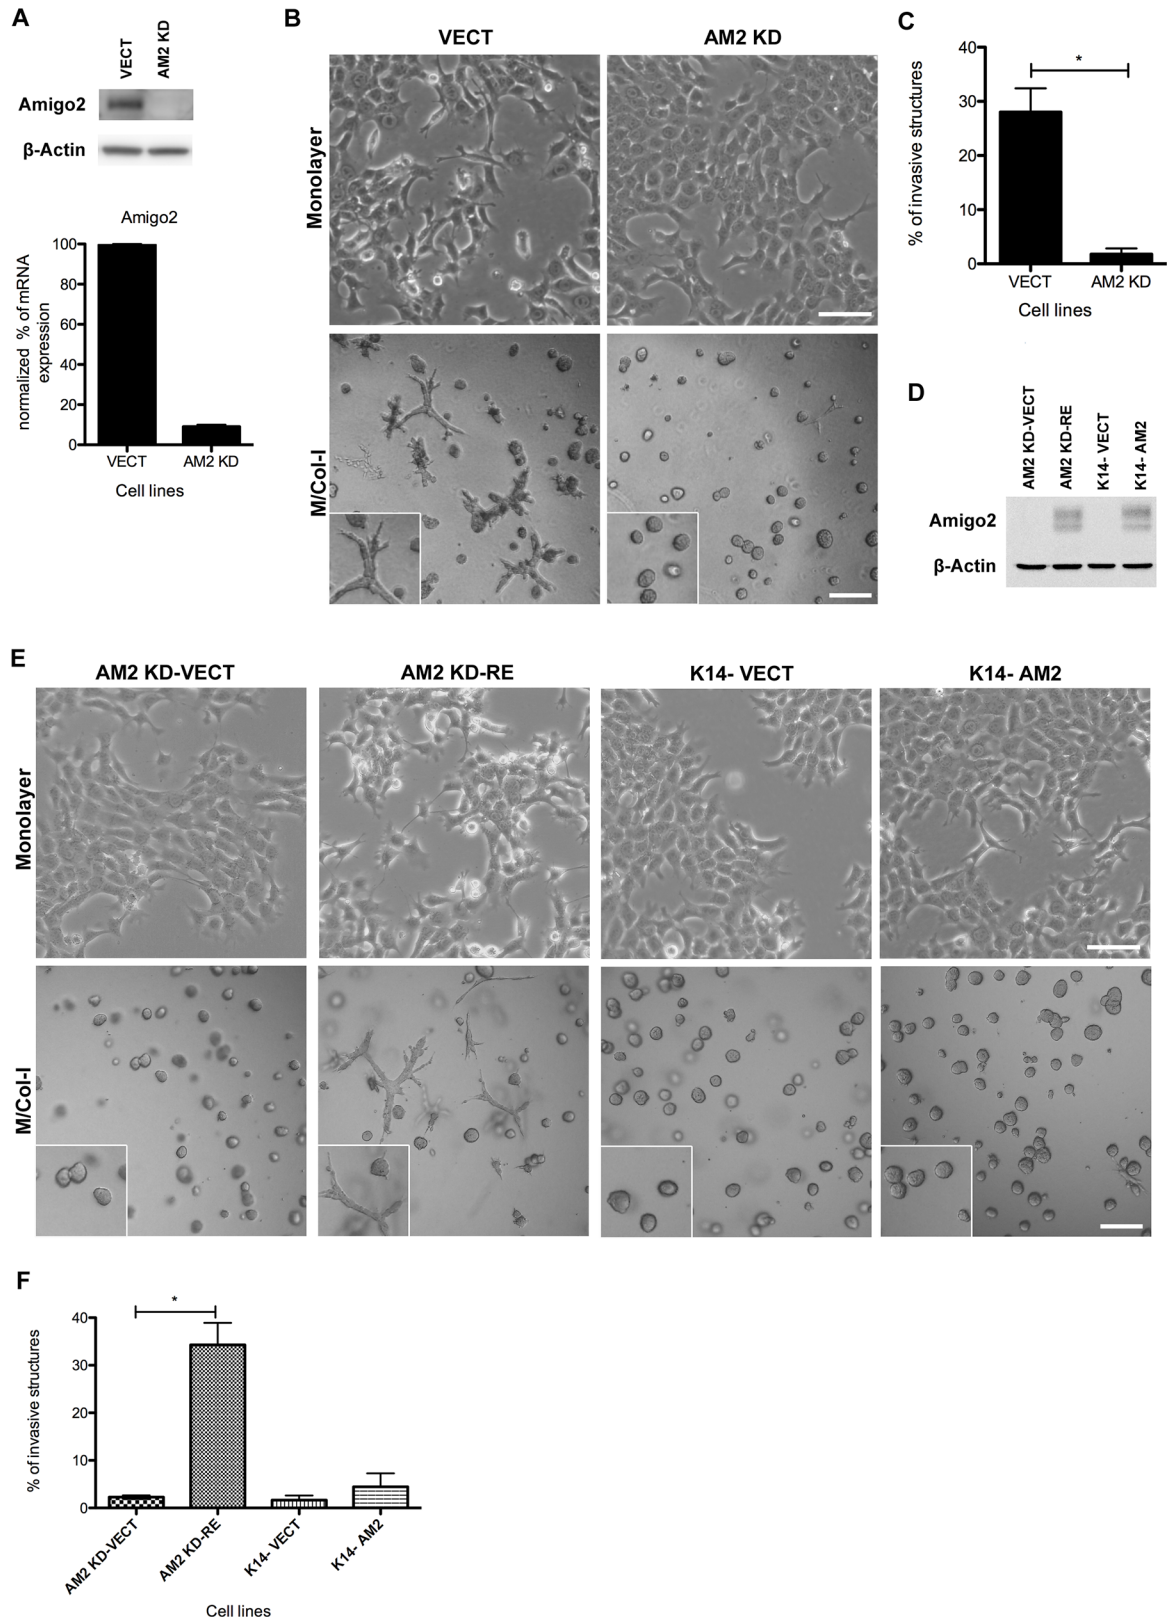 A
VECT
AM2 KD
Amigo2
β-Actin
Amigo2
normalized % of mRNA
expression
100
80
60
40
20
0
VECT
AM2 KD
Cell lines
B
VECT
AM2 KD
Monolayer
M/Col-I
C
% of invasive structures
40
30
20
10
0
*
VECT
AM2 KD
Cell lines
D
AM2 KD-VECT
AM2 KD-RE
K14- VECT
K14- AM2
Amigo2
β-Actin
E
AM2 KD-VECT
AM2 KD-RE
K14- VECT
K14- AM2
Monolayer
M/Col-I
F
% of invasive structures
40
30
20
10
0
*
AM2 KD-VECT
AM2 KD-RE
K14- VECT
K14- AM2
Cell lines